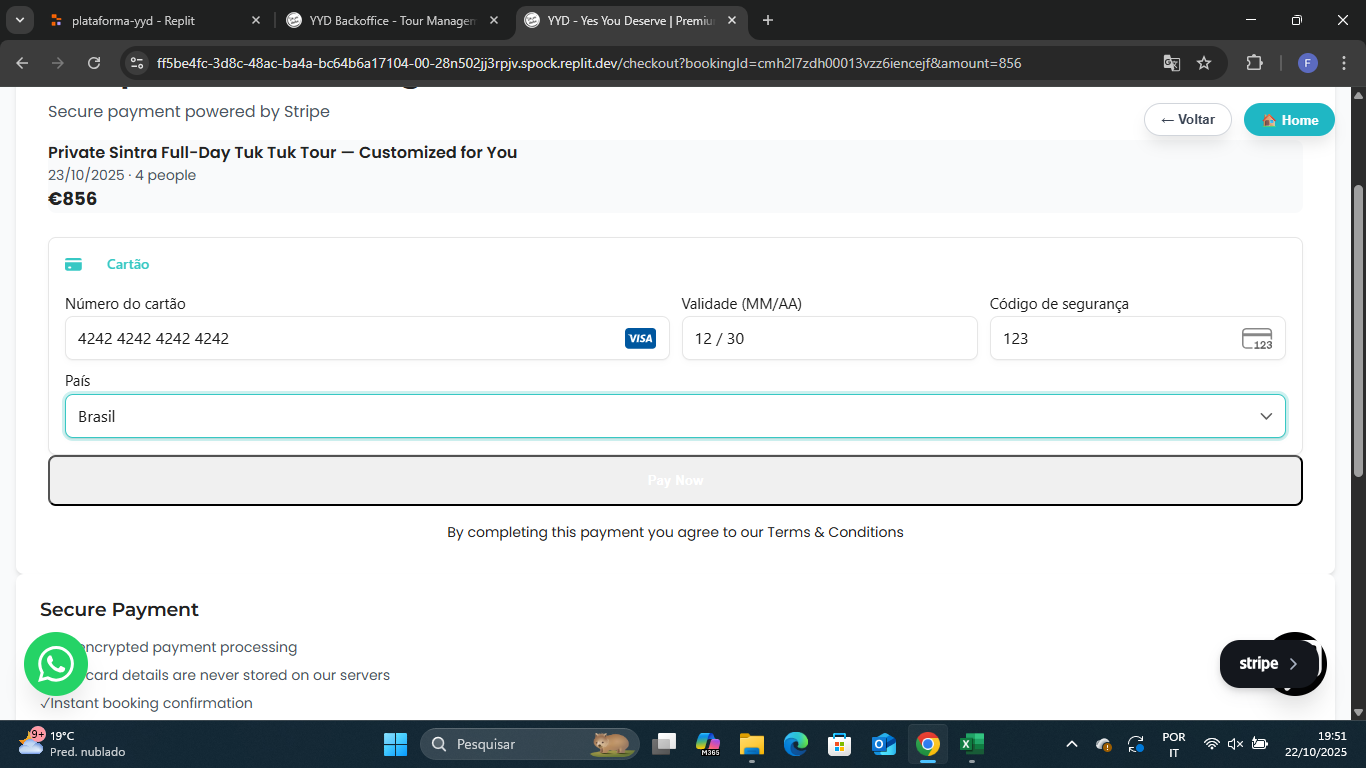 plataforma-yyd - Replit
YYD Backoffice - Tour Managem
YYD - Yes You Deserve | Premiu
ff5be4fc-3d8c-48ac-ba4a-bc64b6a17104-00-28n502jj3rpjv.spock.replit.dev/checkout?bookingId=cmh2l7zdh00013vzz6iencejf&amount=856
F
Secure payment powered by Stripe
← Voltar
Home
Private Sintra Full-Day Tuk Tuk Tour — Customized for You
23/10/2025 · 4 people
€856
Cartão
Número do cartão
Validade (MM/AA)
Código de segurança
4242 4242 4242 4242
VISA
12 / 30
123
123
País
Brasil
Pay Now
By completing this payment you agree to our Terms & Conditions
Secure Payment
encrypted payment processing
card details are never stored on our servers
✓Instant booking confirmation
stripe
9+
19°C
Pred. nublado
Pesquisar
M365
POR
IT
19:51
22/10/2025